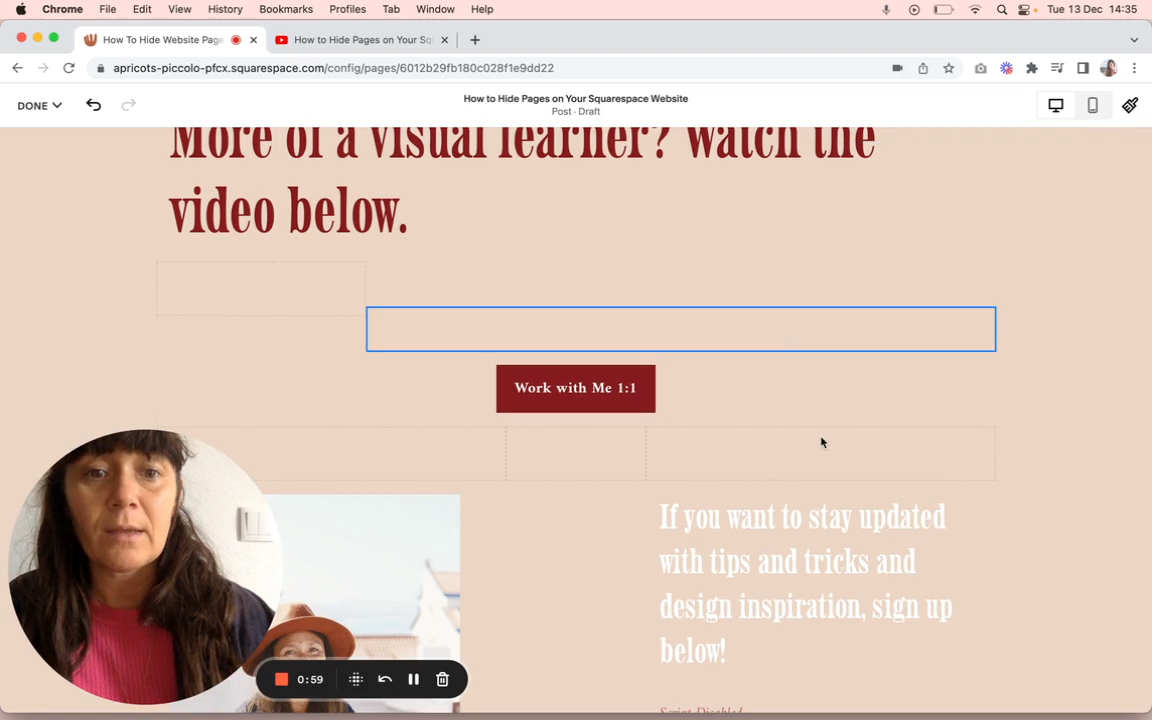 Chrome File Edit View History Bookmarks Profiles Tab Window Help Tue 13 Dec 14:35
How To Hide Website Page How to Hide Pages on Your Sq
apricots-piccolo-pfcx.squarespace.com/config/pages/6012b29fb180c028f1e9dd22
DONE How to Hide Pages on Your Squarespace Website
Post · Draft
More of a visual learner? Watch the
video below.
Work with Me 1:1
If you want to stay updated
with tips and tricks and
design inspiration, sign up
below!
0:59
Script Disabled